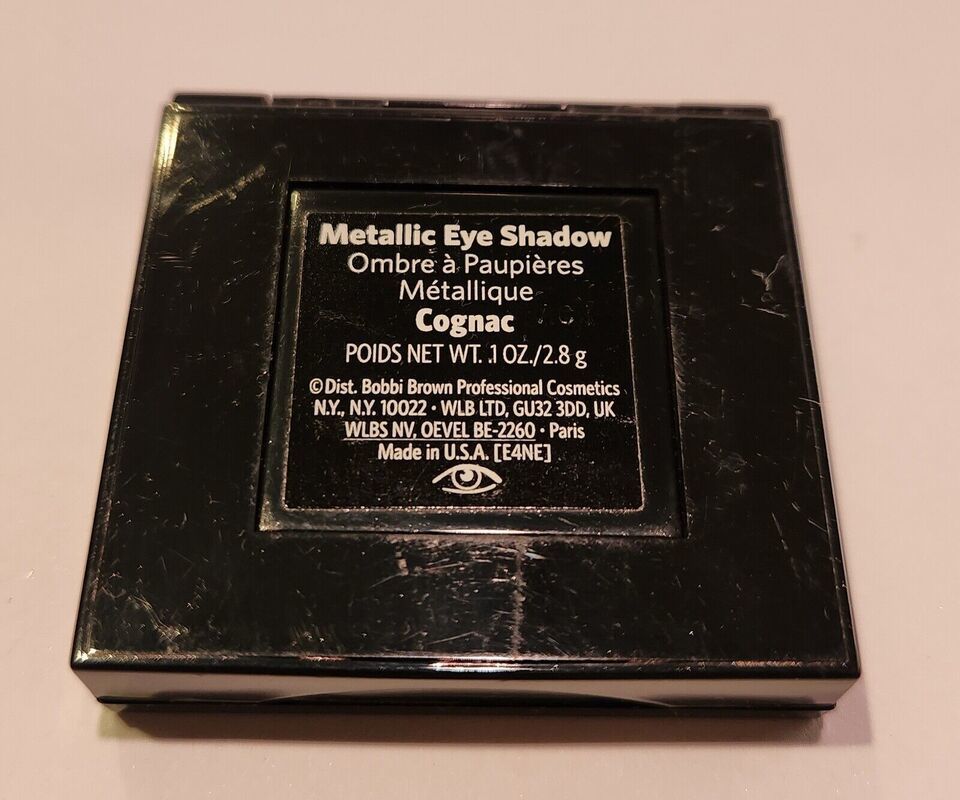 Metallic Eye Shadow
Ombre à Paupières
Métallique
Cognac
POIDS NET WT. .1 OZ./2.8 g
©Dist. Bobbi Brown Professional Cosmetics
N.Y., N.Y. 10022 • WLB LTD, GU32 3DD, UK
WLBS NV, OEVEL BE-2260 • Paris
Made in U.S.A. [E4NE]